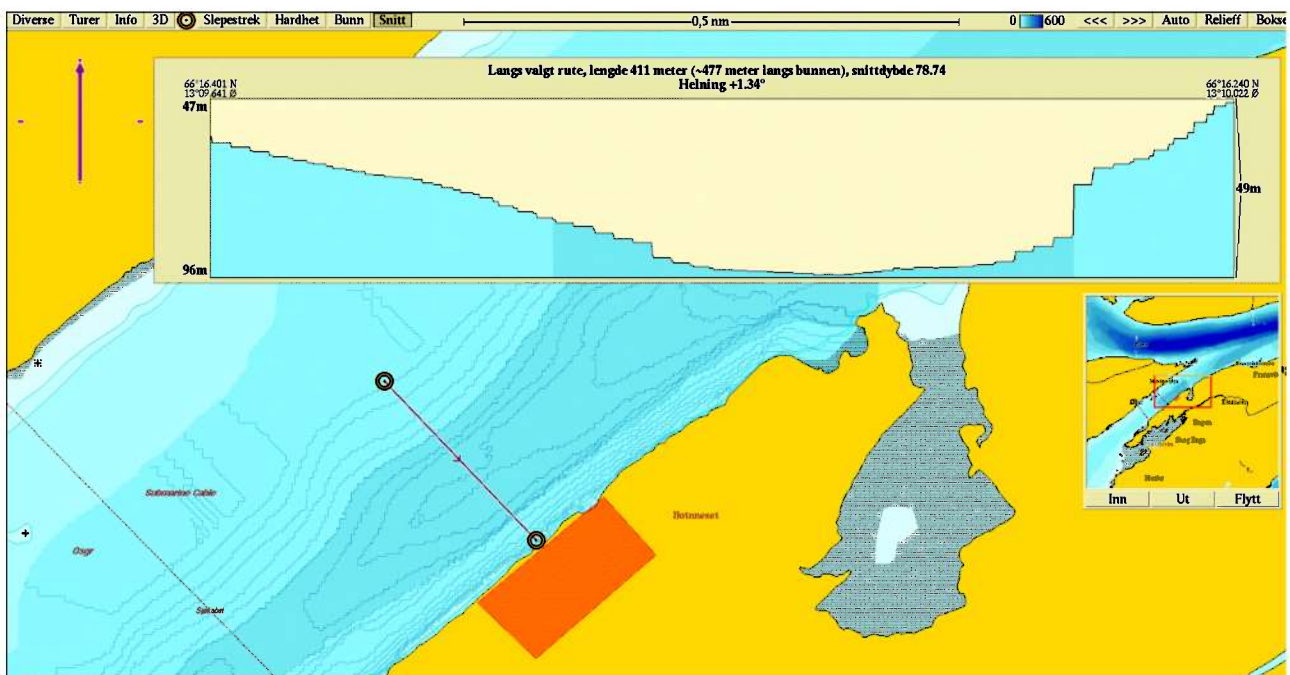 Diverse Turer Info 3D Slepestrek Hardhet Bunn Snitt 0,5 nm 0 600 <<< >>> Auto Relieff Bokse
Langs valgt rute, lengde 411 meter (~477 meter langs bunnen), snittdybde 78.74
Helning +1.34°
66°16.401 N
13°09.641 Ø
66°16.240 N
13°10.022 Ø
47m
49m
96m
Submarine Cable
Botnneset
Osgr
Inn Ut Flytt